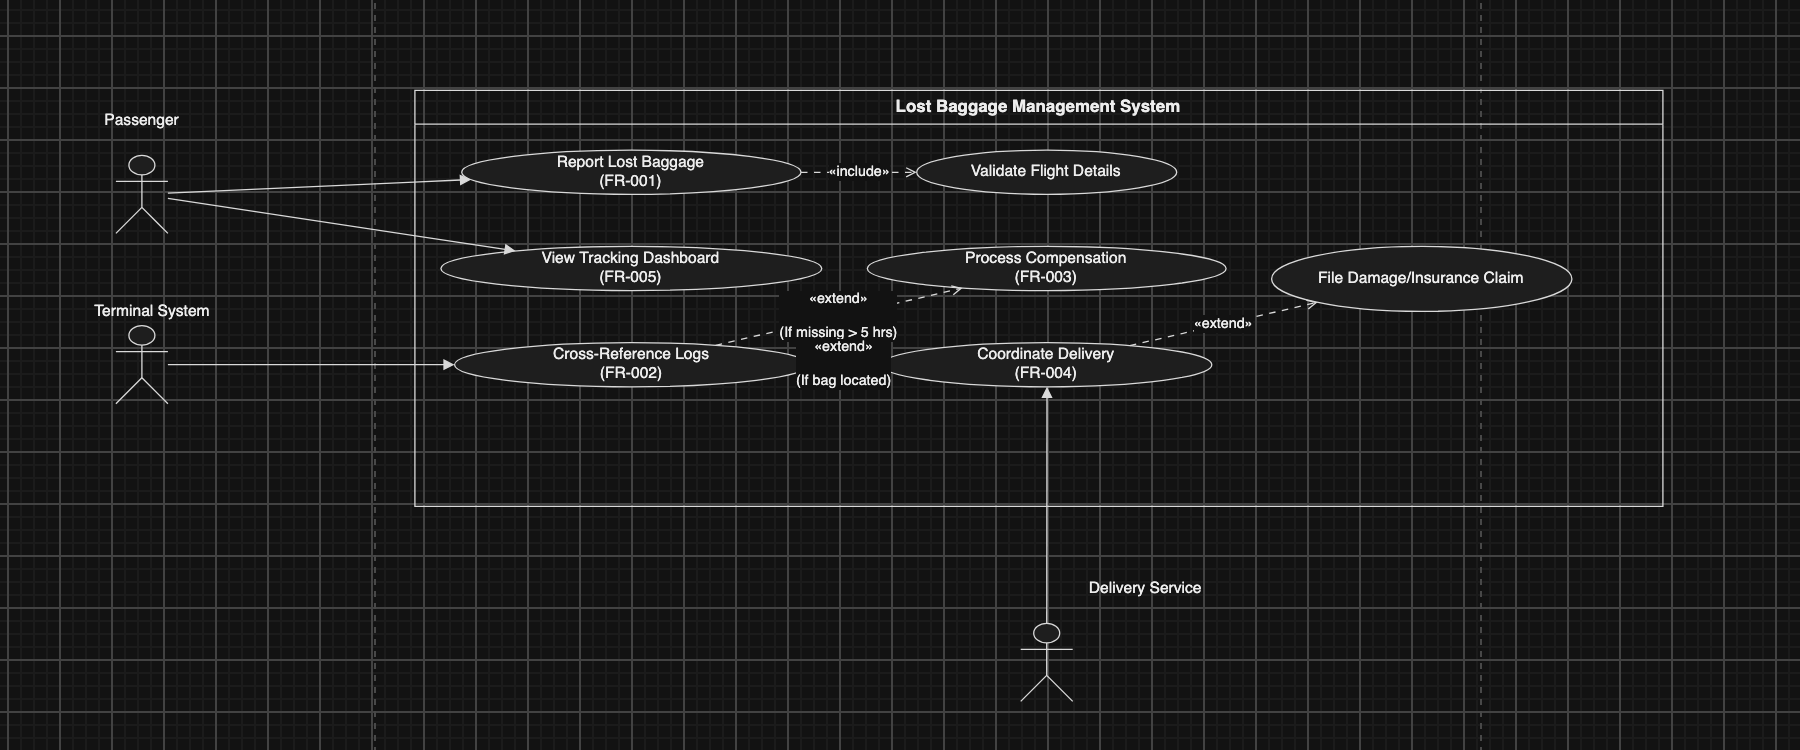 Lost Baggage Management System
Passenger
Report Lost Baggage
(FR-001)
«include»
Validate Flight Details
View Tracking Dashboard
(FR-005)
Process Compensation
(FR-003)
File Damage/Insurance Claim
«extend»
(If missing > 5 hrs)
Terminal System
«extend»
Cross-Reference Logs
(FR-002)
«extend»
(If bag located)
Coordinate Delivery
(FR-004)
Delivery Service